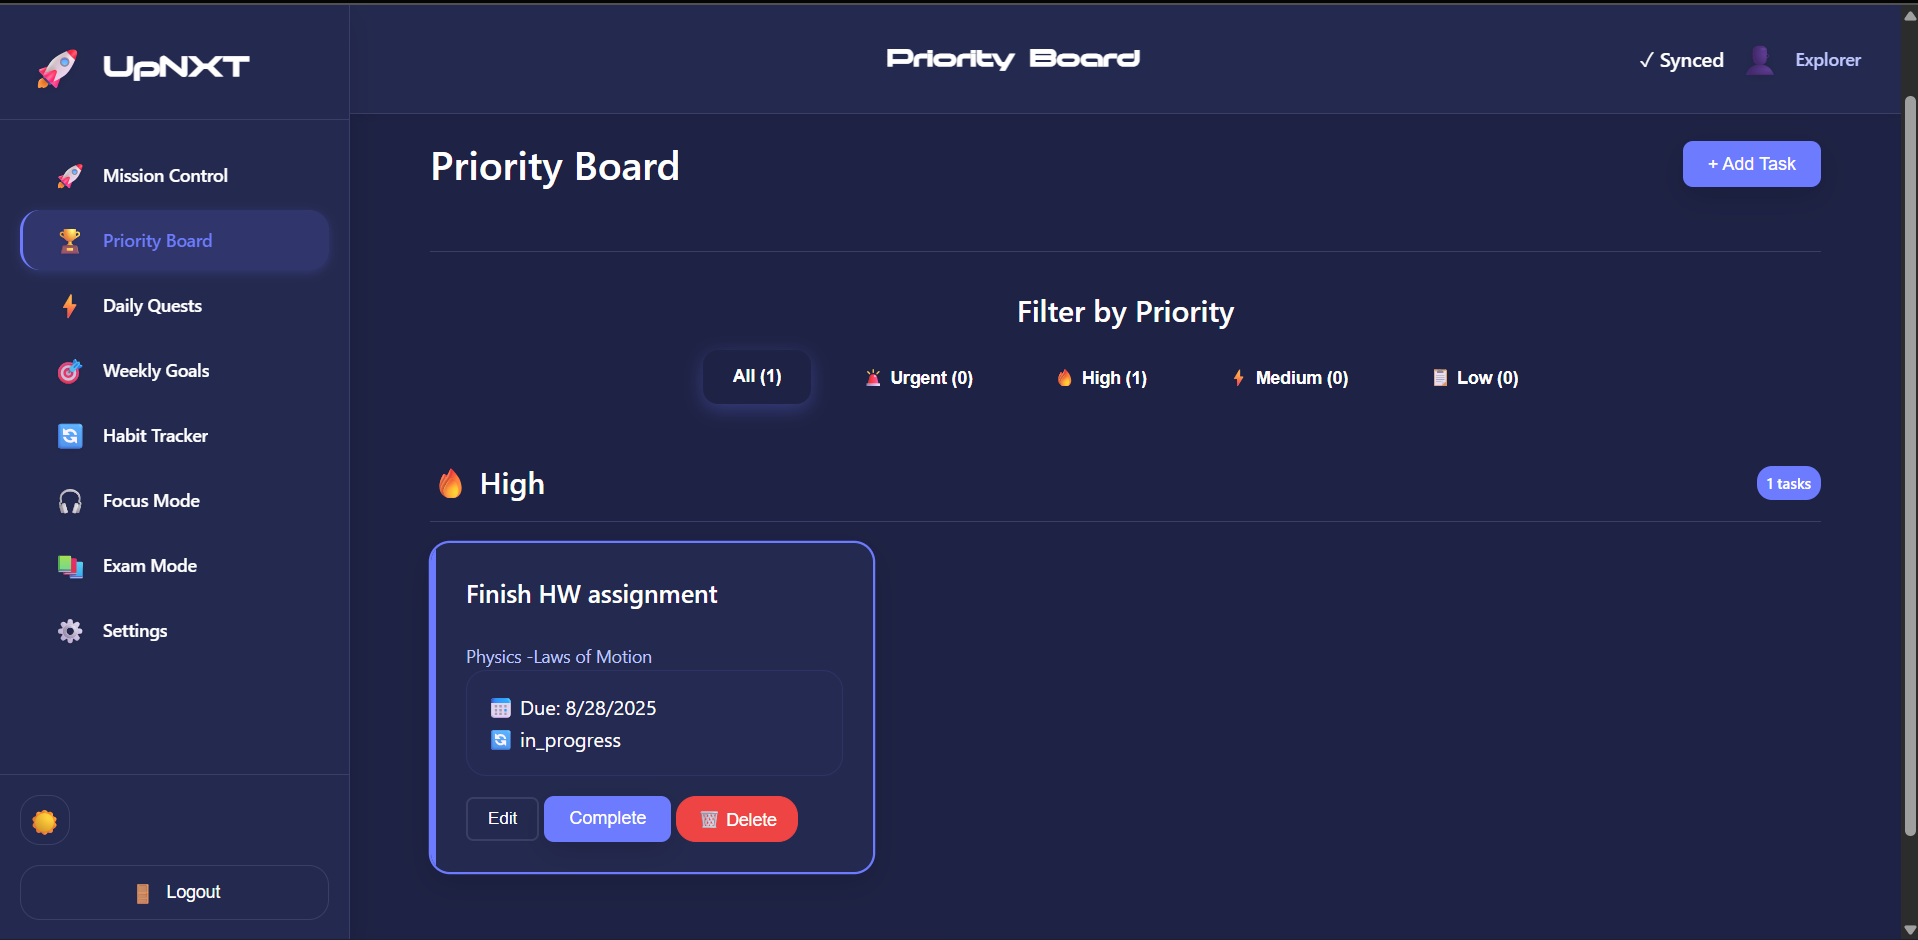 UpNXT
Priority Board
✓ Synced
Explorer
Mission Control
Priority Board
Daily Quests
Weekly Goals
Habit Tracker
Focus Mode
Exam Mode
Settings
Logout
Priority Board
+ Add Task
Filter by Priority
All (1)
Urgent (0)
High (1)
Medium (0)
Low (0)
High
1 tasks
Finish HW assignment
Physics -Laws of Motion
Due: 8/28/2025
in_progress
Edit
Complete
Delete